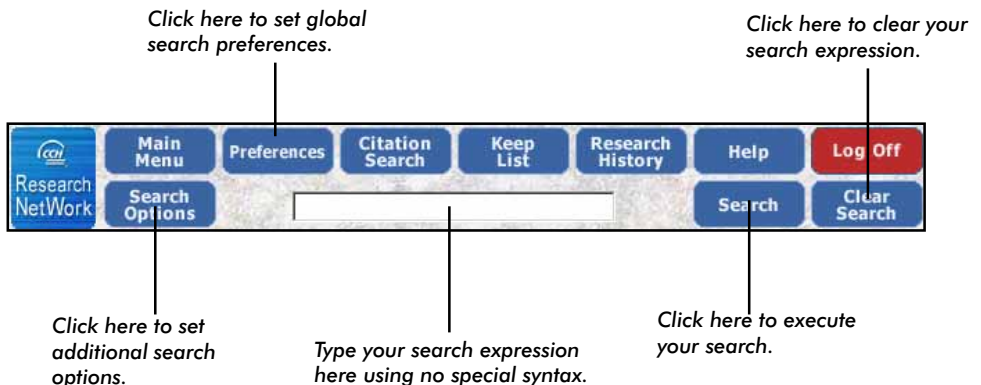 Click here to set global
search preferences.
Click here to clear your
search expression.
CCH
Research
NetWork
Main
Menu
Preferences
Citation
Search
Keep
List
Research
History
Help
Log Off
Search
Options
Search
Clear
Search
Click here to set
additional search
options.
Type your search expression
here using no special syntax.
Click here to execute
your search.